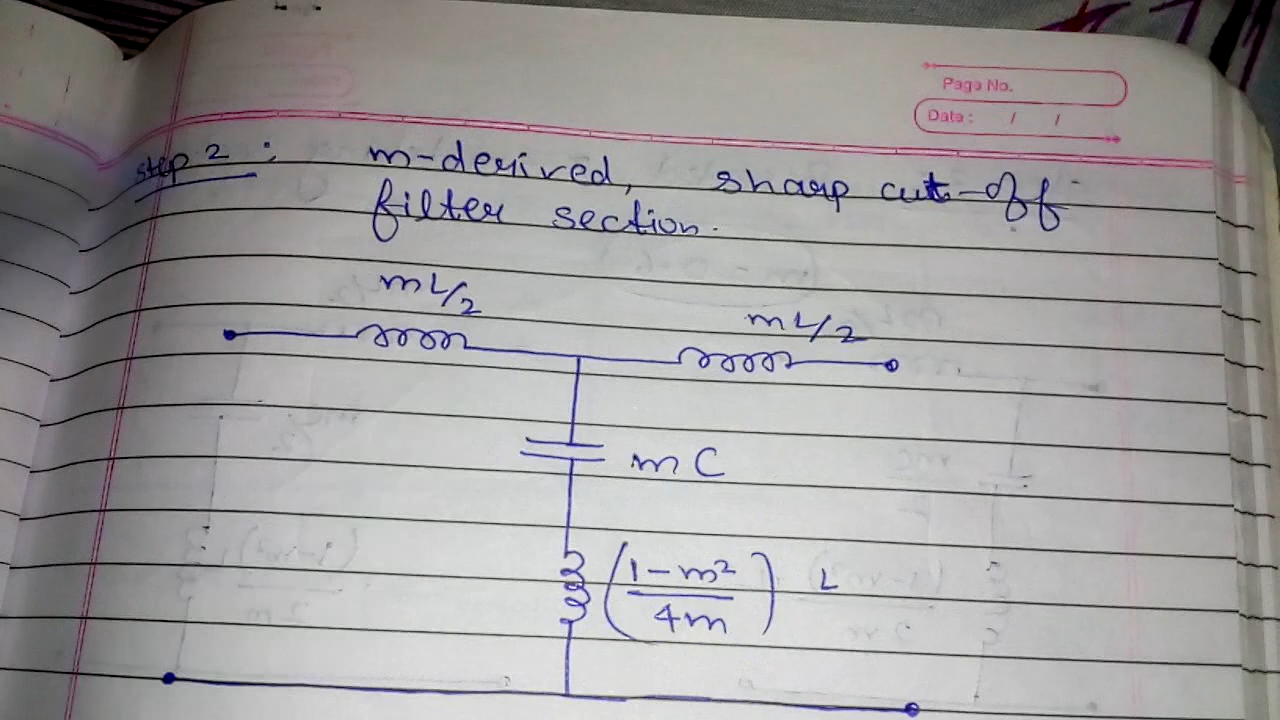 Page No.
Date : / /
Step 2 : m-derived, sharp cut-off
filter section.
mL/2
mL/2
mC
(1-m²/4m) L